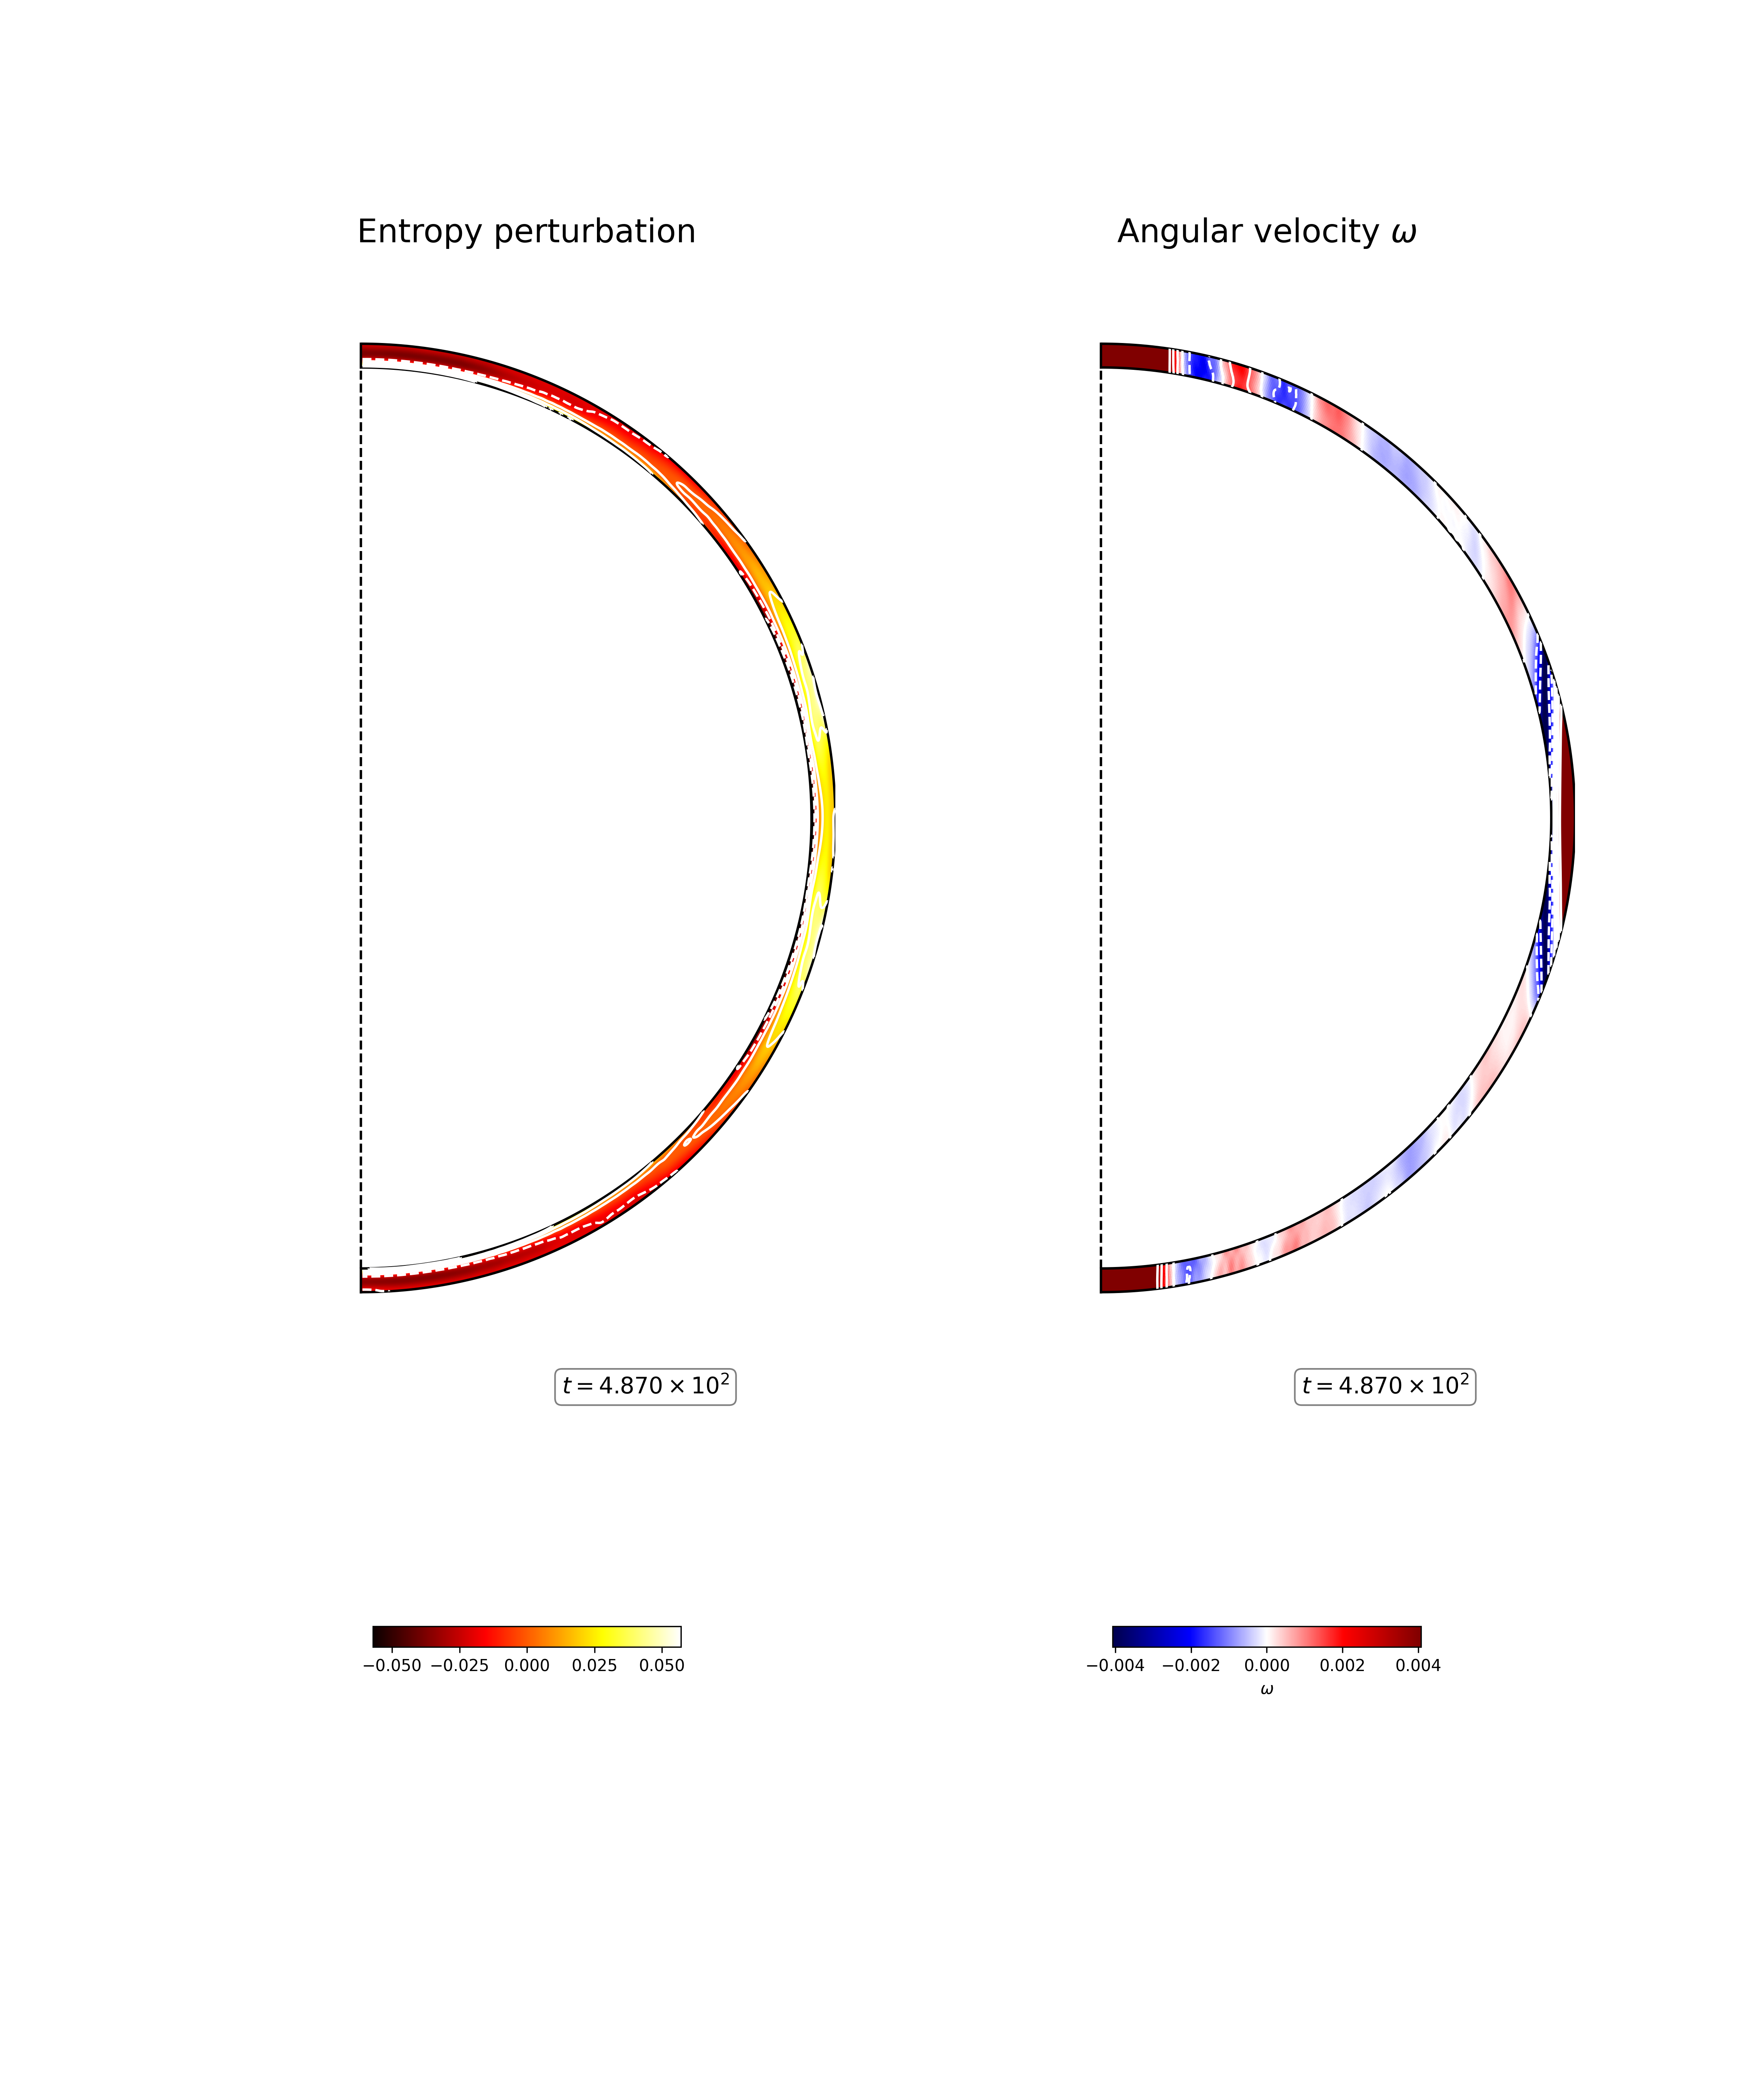 Entropy perturbation
Angular velocity ω
t = 4.870 × 10²
t = 4.870 × 10²
−0.050 −0.025 0.000 0.025 0.050
−0.004 −0.002 0.000 0.002 0.004
ω